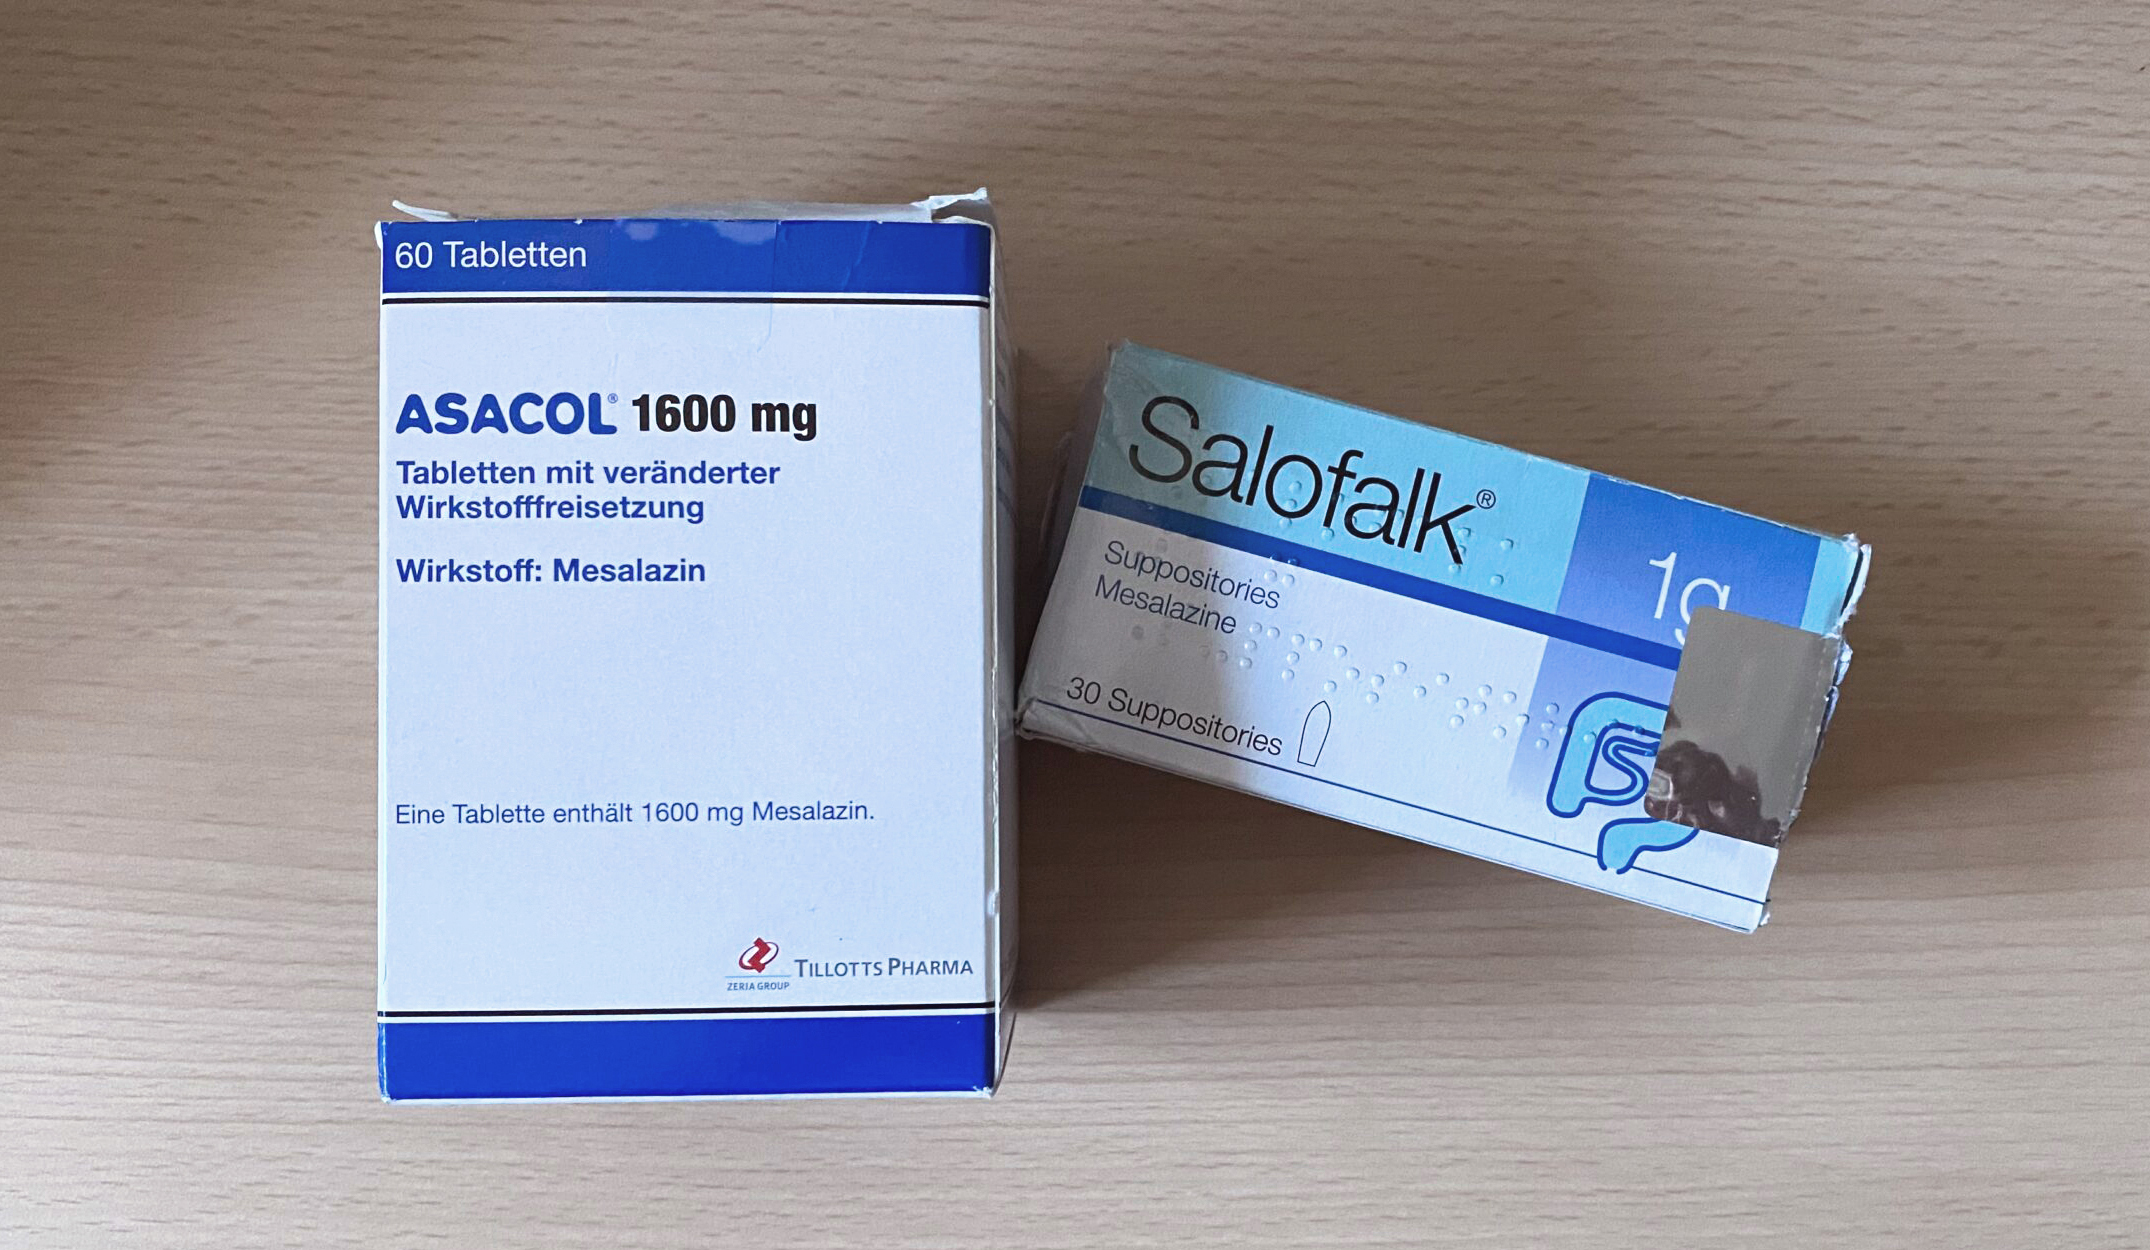 60 Tabletten
ASACOL® 1600 mg
Tabletten mit veränderter
Wirkstofffreisetzung
Wirkstoff: Mesalazin
Eine Tablette enthält 1600 mg Mesalazin.
TILLOTTS PHARMA
ZERIA GROUP
Salofalk®
1g
Suppositories
Mesalazine
30 Suppositories